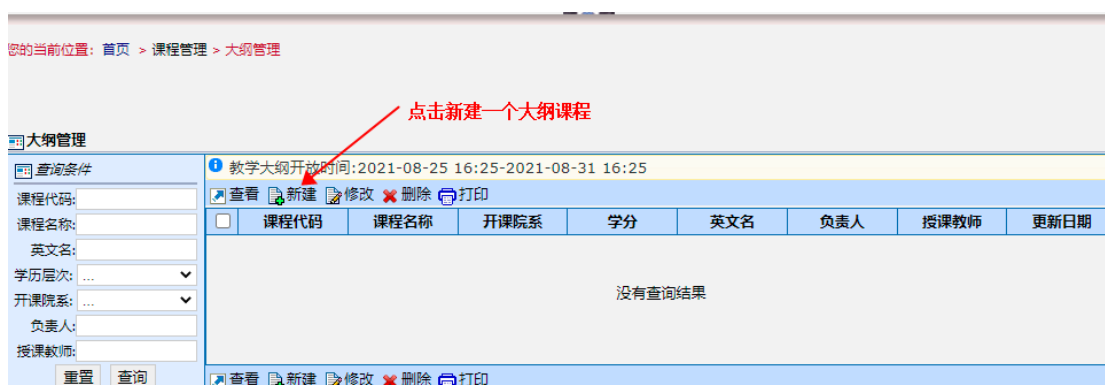 您的当前位置：首页 > 课程管理 > 大纲管理
点击新建一个大纲课程
大纲管理
查询条件
教学大纲开放时间:2021-08-25 16:25-2021-08-31 16:25
查看 新建 修改 删除 打印
课程代码 课程名称 开课院系 学分 英文名 负责人 授课教师 更新日期
没有查询结果
课程代码:
课程名称:
英文名:
学历层次: ...
开课院系: ...
负责人:
授课教师:
重置 查询
查看 新建 修改 删除 打印